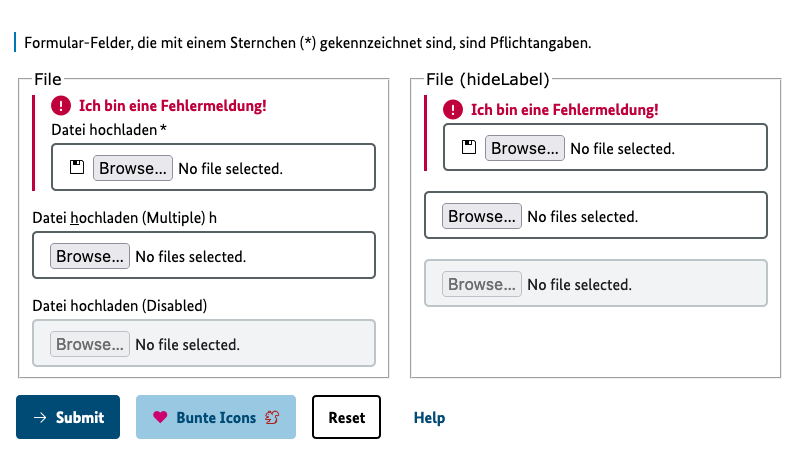 Formular-Felder, die mit einem Sternchen (*) gekennzeichnet sind, sind Pflichtangaben.
File
Ich bin eine Fehlermeldung!
Datei hochladen *
Browse... No file selected.
Datei hochladen (Multiple) h
Browse... No files selected.
Datei hochladen (Disabled)
Browse... No file selected.
File (hideLabel)
Ich bin eine Fehlermeldung!
Browse... No file selected.
Browse... No files selected.
Browse... No file selected.
Submit
Bunte Icons
Reset
Help